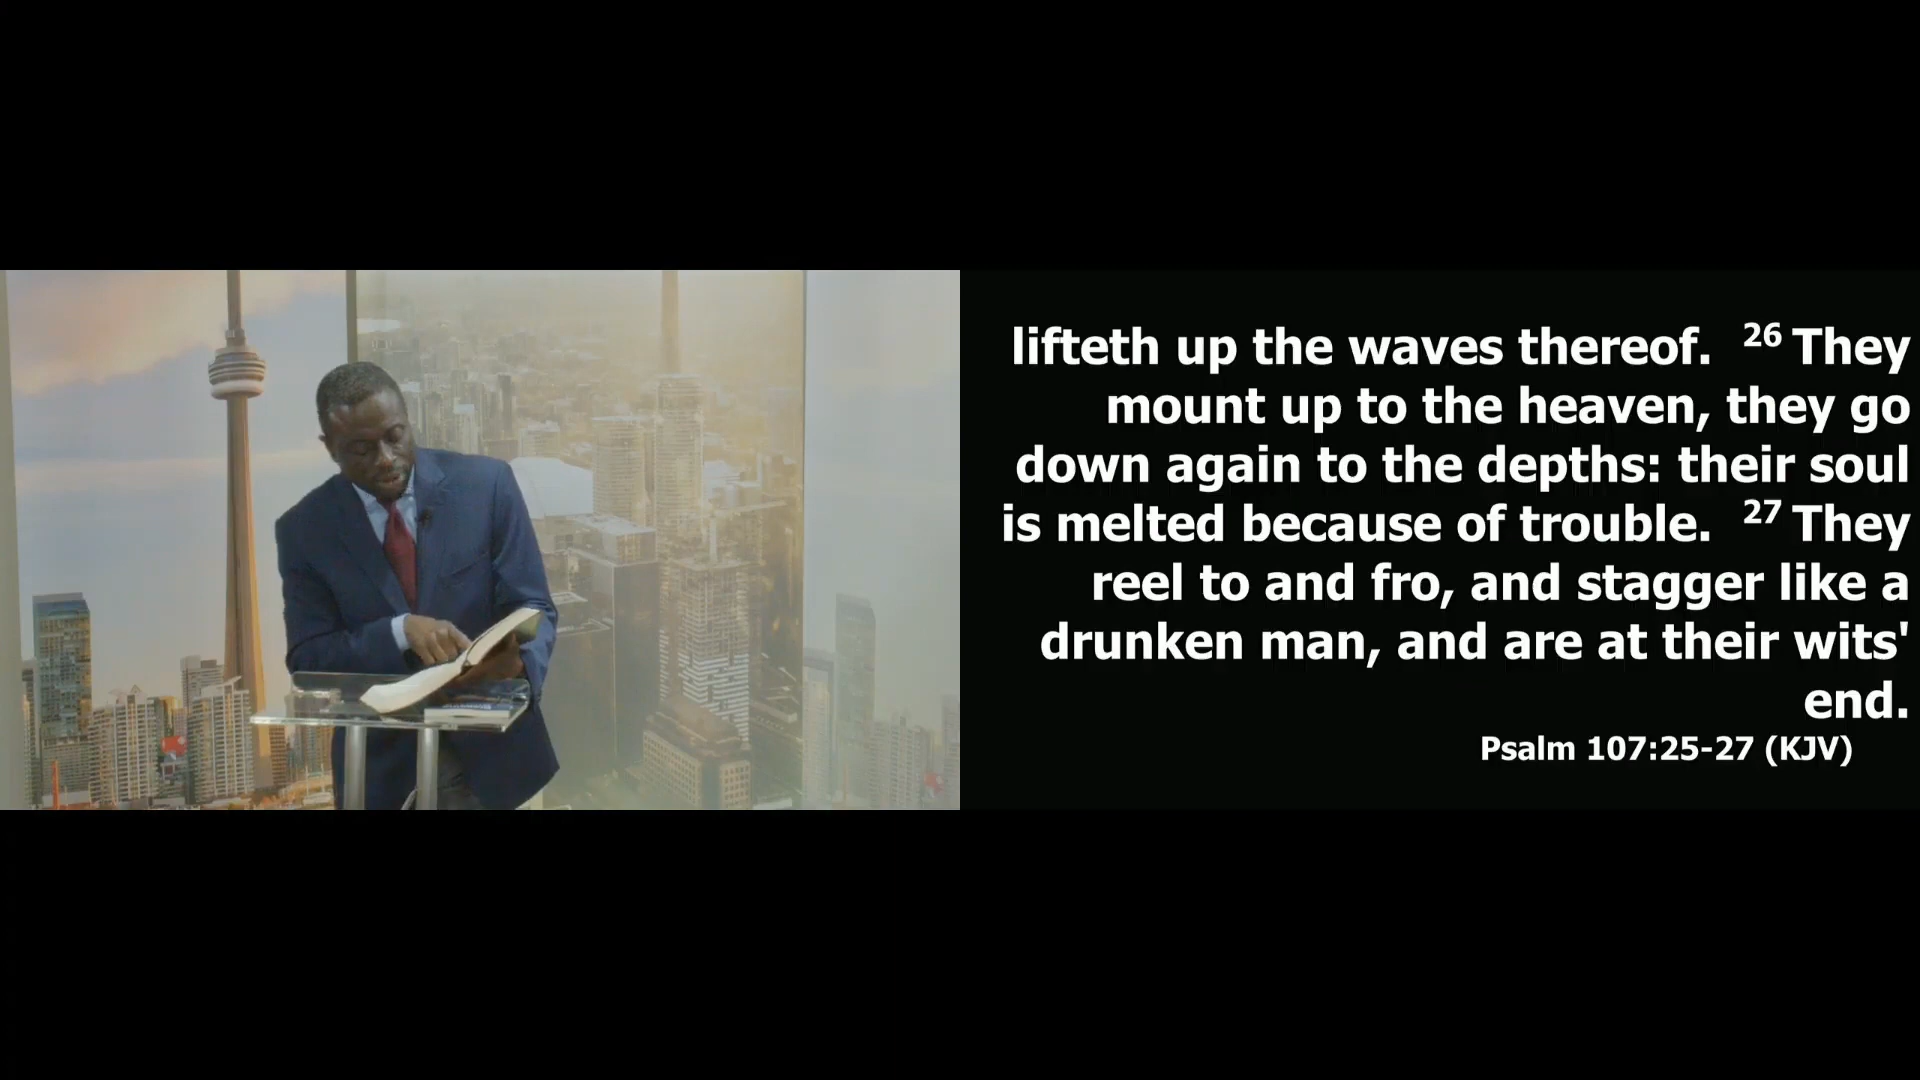 lifteth up the waves thereof. 26 They
mount up to the heaven, they go
down again to the depths: their soul
is melted because of trouble. 27 They
reel to and fro, and stagger like a
drunken man, and are at their wits'
end.
Psalm 107:25-27 (KJV)